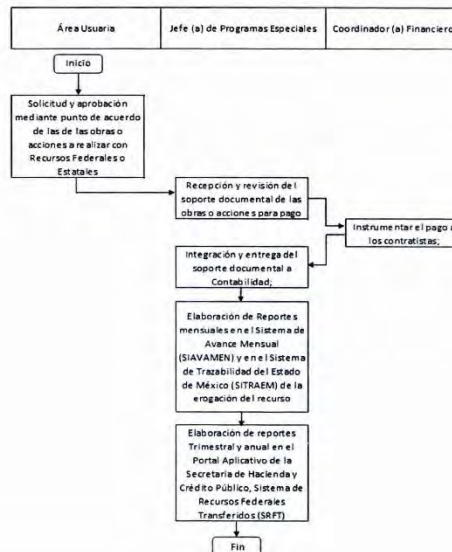 Área Usuaria
Jefe (a) de Programas Especiales
Coordinador (a) Financiero
Inicio
Solicitud y aprobación
mediante punto de acuerdo
de las de las obras o
acciones a realizar con
Recursos Federales o
Estatales
Recepción y revisión del
soporte documental de las
obras o acciones para pago
Instrumentar el pago a
los contratistas;
Integración y entrega del
soporte documental a
Contabilidad;
Elaboración de Reportes
mensuales en el Sistema de
Avance Mensual
(SIAVAMEN) y en el Sistema
de Trazabilidad del Estado
de México (SITRAEM) de la
erogación del recurso
Elaboración de reportes
Trimestral y anual en el
Portal Aplicativo de la
Secretaria de Hacienda y
Crédito Público, Sistema de
Recursos Federales
Transferidos (SRFT)
Fin